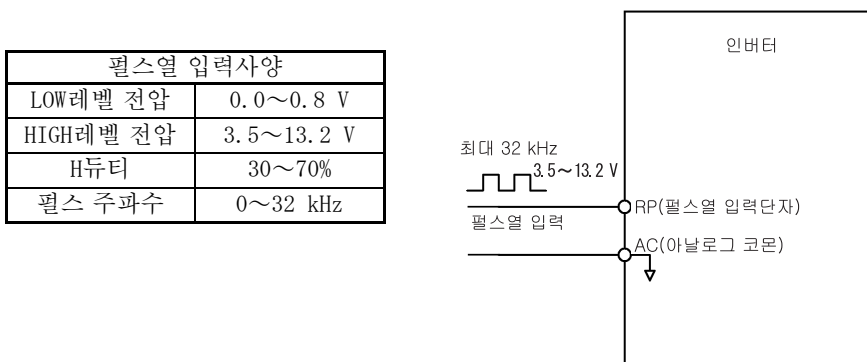 펄스열 입력사양
LOW레벨 전압 0.0～0.8 V
HIGH레벨 전압 3.5～13.2 V
H듀티 30～70%
펄스 주파수 0～32 kHz
인버터
최대 32 kHz
3.5～13.2 V
RP(펄스열 입력단자)
펄스열 입력
AC(아날로그 코몬)